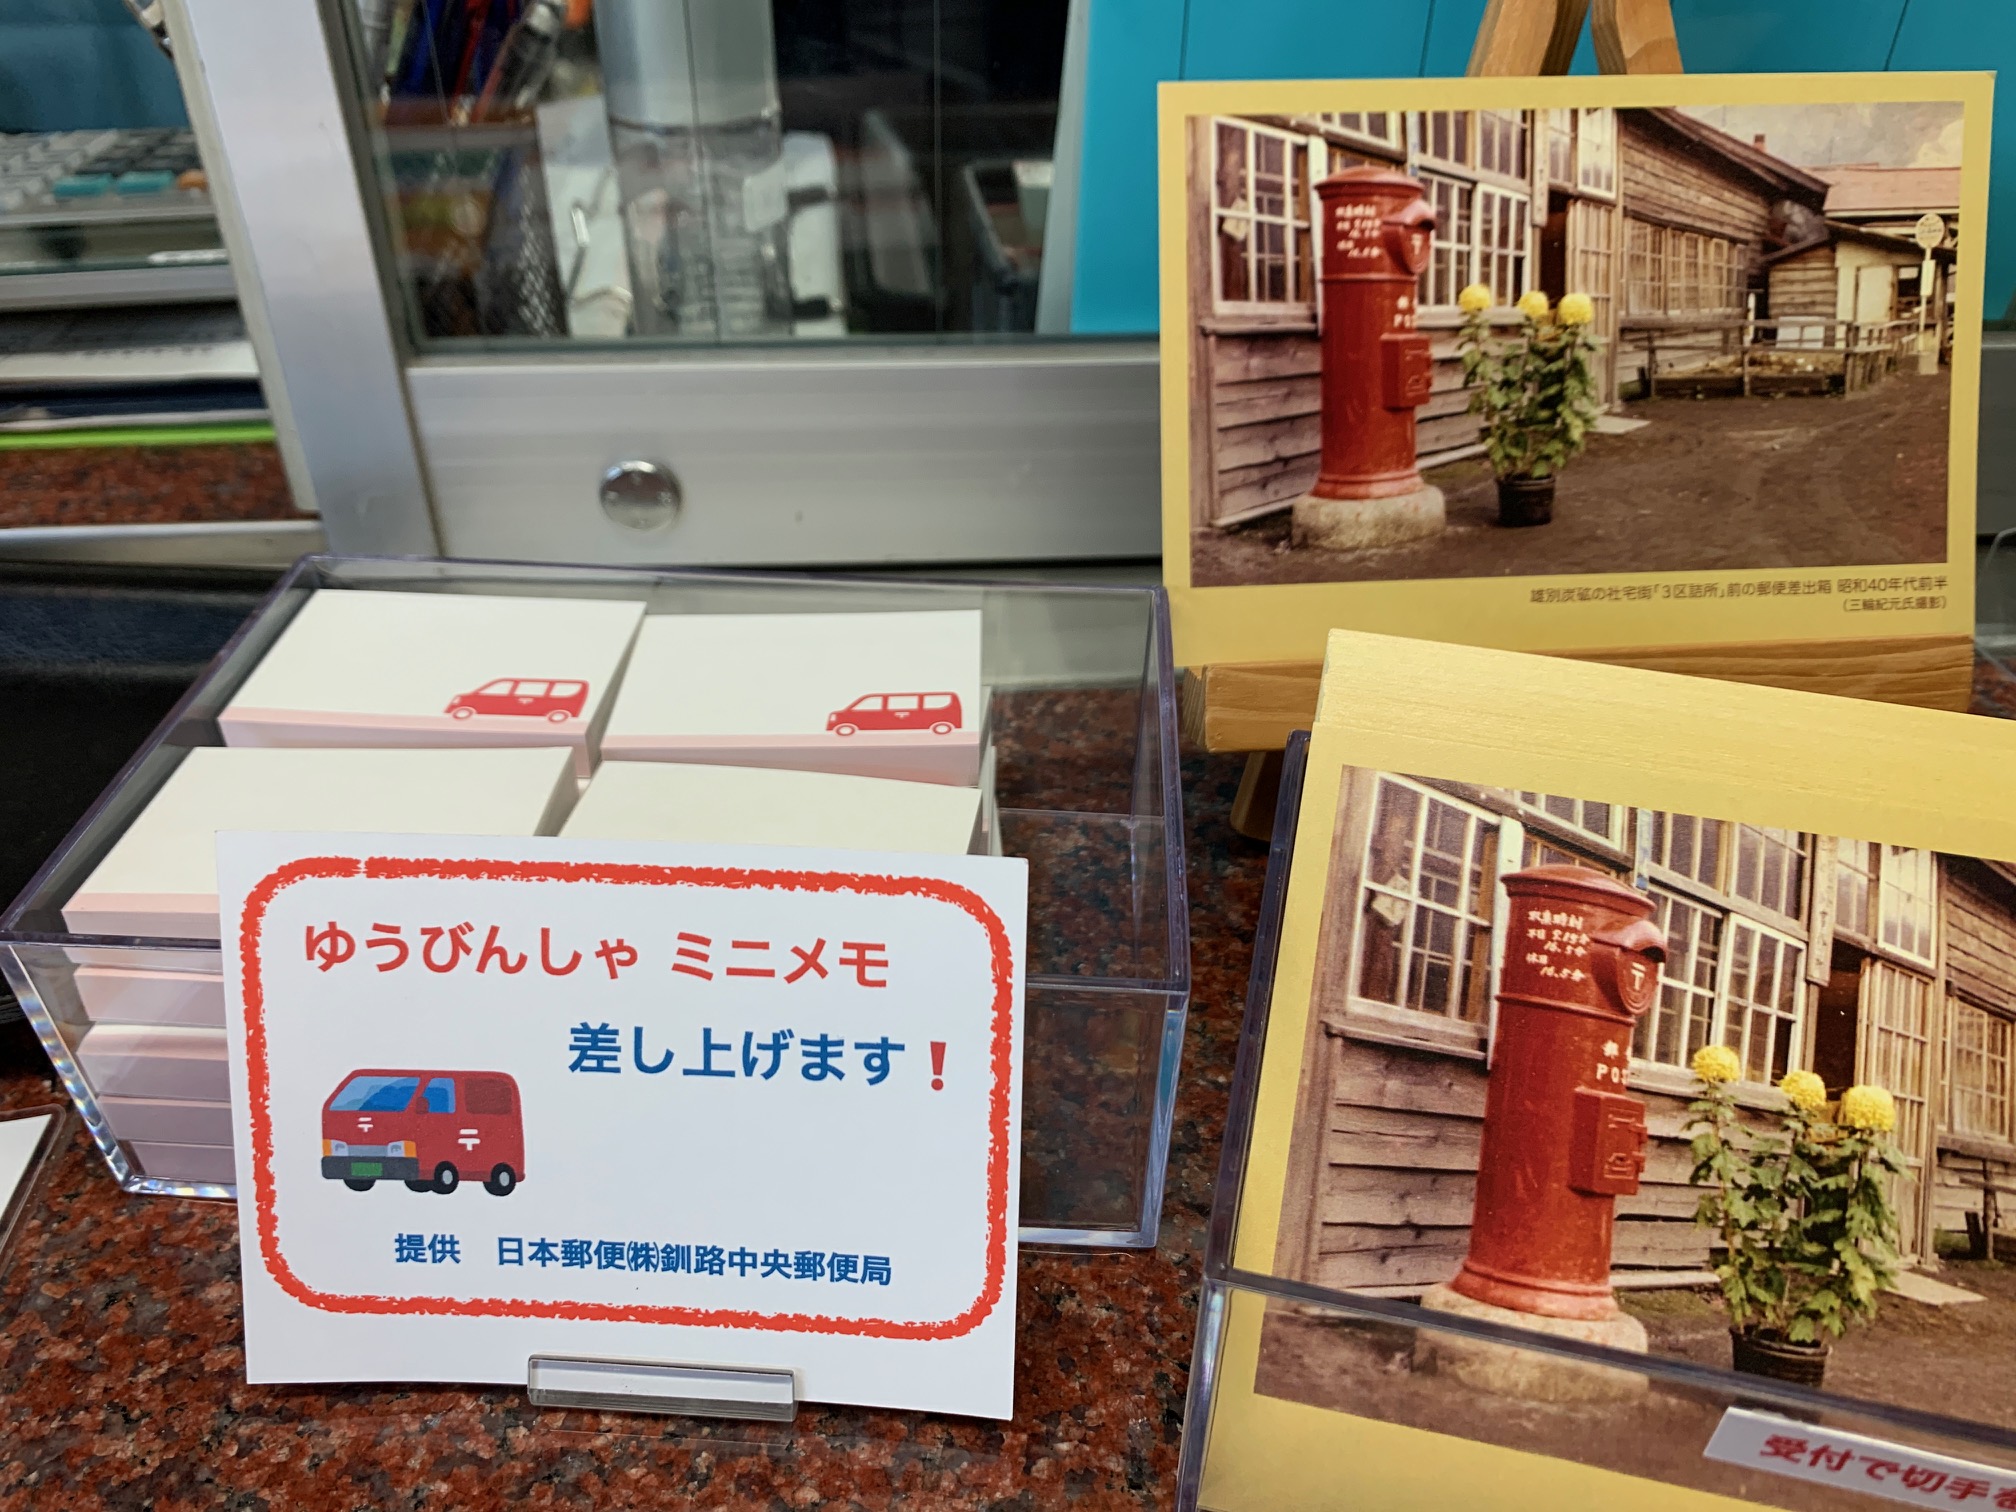 雄別炭砿の社宅街「3区詰所」前の郵便差出箱 昭和40年代前半
(三輪紀元氏撮影)
ゆうびんしゃ ミニメモ
差し上げます!
提供 日本郵便㈱釧路中央郵便局
POS
受付で切手を